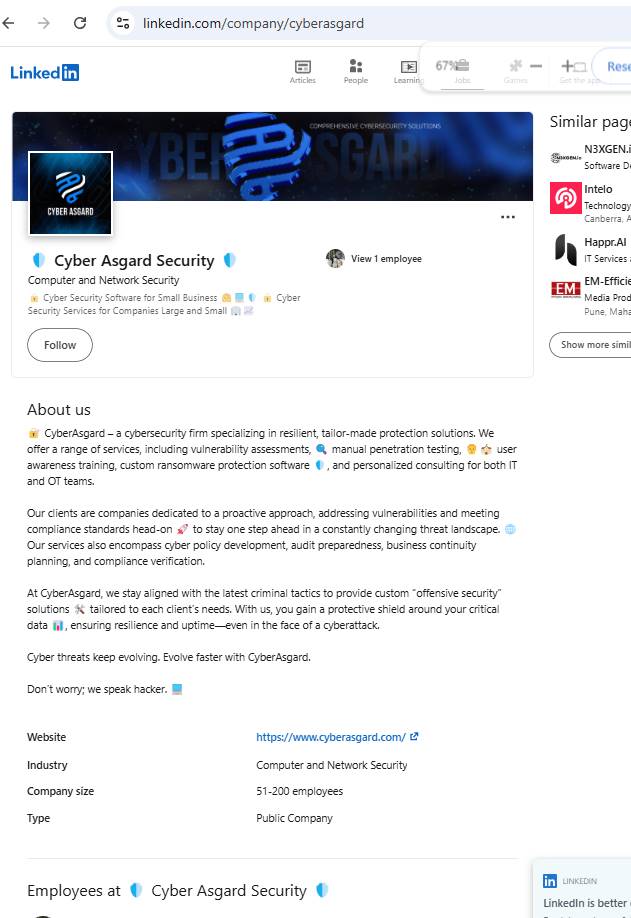 linkedin.com/company/cyberasgard
LinkedIn
Articles
People
Learning
67%
Jobs
Games
Get the app
Rese
COMPREHENSIVE CYBERSECURITY SOLUTIONS
YBER ASGARD
CYBER ASGARD
Cyber Asgard Security
View 1 employee
Computer and Network Security
Cyber Security Software for Small Business
Cyber
Security Services for Companies Large and Small
Follow
Similar page
N3XGEN.i
N3XGEN.io
Software De
Intelo
Technology
Canberra, A
Happr.AI
IT Services a
EM-Efficie
EM
Media Prod
Pune, Maha
Show more simil
About us
CyberAsgard – a cybersecurity firm specializing in resilient, tailor-made protection solutions. We
offer a range of services, including vulnerability assessments, manual penetration testing, user
awareness training, custom ransomware protection software , and personalized consulting for both IT
and OT teams.
Our clients are companies dedicated to a proactive approach, addressing vulnerabilities and meeting
compliance standards head-on to stay one step ahead in a constantly changing threat landscape.
Our services also encompass cyber policy development, audit preparedness, business continuity
planning, and compliance verification.
At CyberAsgard, we stay aligned with the latest criminal tactics to provide custom “offensive security”
solutions tailored to each client’s needs. With us, you gain a protective shield around your critical
data , ensuring resilience and uptime—even in the face of a cyberattack.
Cyber threats keep evolving. Evolve faster with CyberAsgard.
Don’t worry; we speak hacker.
Website
https://www.cyberasgard.com/
Industry
Computer and Network Security
Company size
51-200 employees
Type
Public Company
Employees at Cyber Asgard Security
LINKEDIN
LinkedIn is better